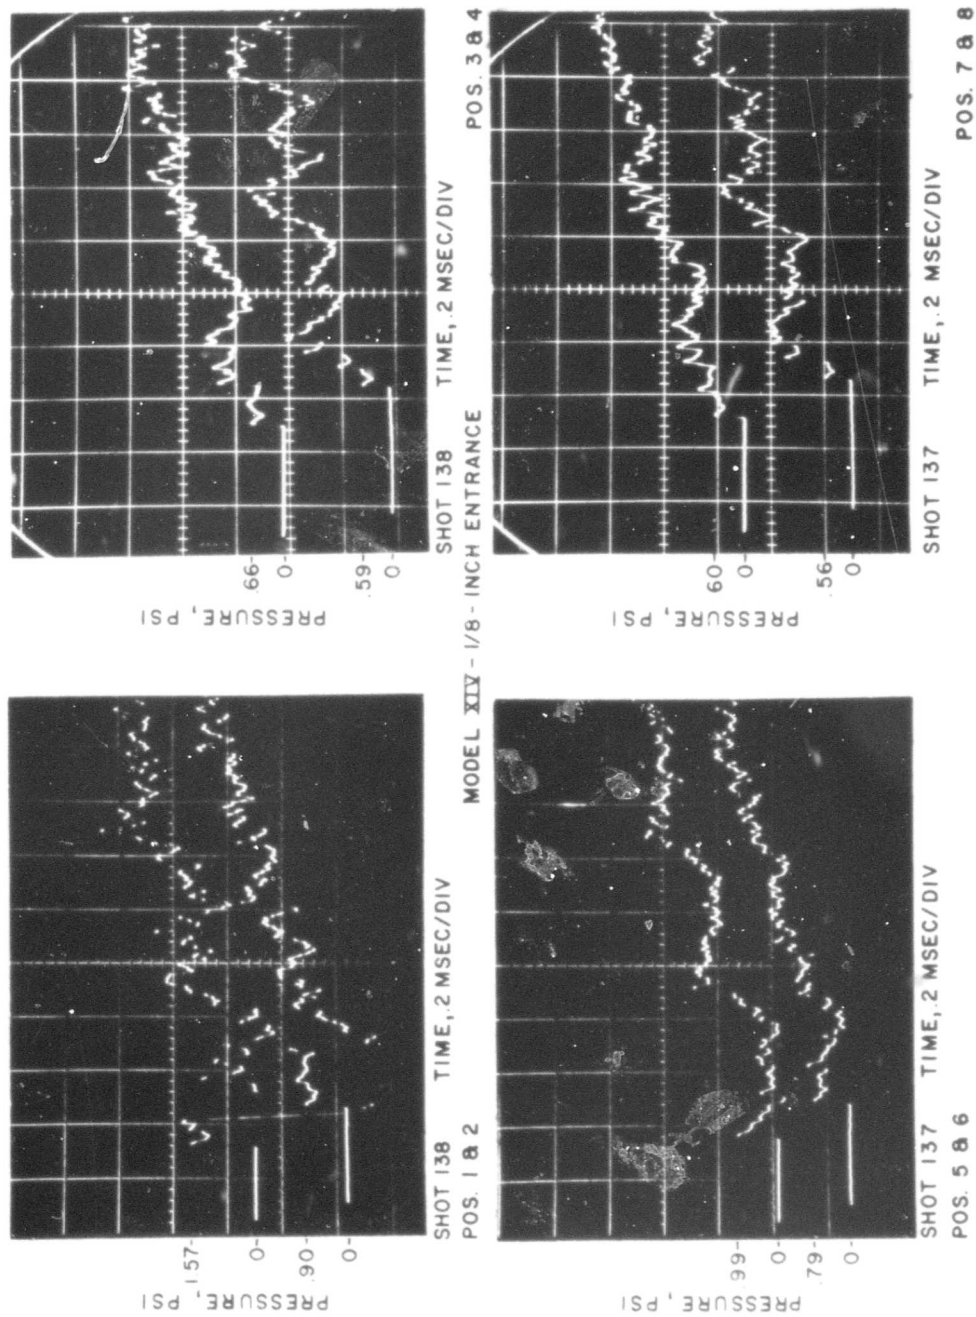 PRESSURE, PSI
1.57-
0-
.90-
0-
SHOT 138 TIME, .2 MSEC/DIV
POS. 1 & 2
PRESSURE, PSI
.66-
0-
.59-
0-
SHOT 138 TIME, .2 MSEC/DIV
POS. 3 & 4
MODEL XIV - 1/8 - INCH ENTRANCE
PRESSURE, PSI
.99-
0-
.79-
0-
SHOT 137 TIME, .2 MSEC/DIV
POS. 5 & 6
PRESSURE, PSI
.60-
0-
.56-
0-
SHOT 137 TIME, .2 MSEC/DIV
POS. 7 & 8